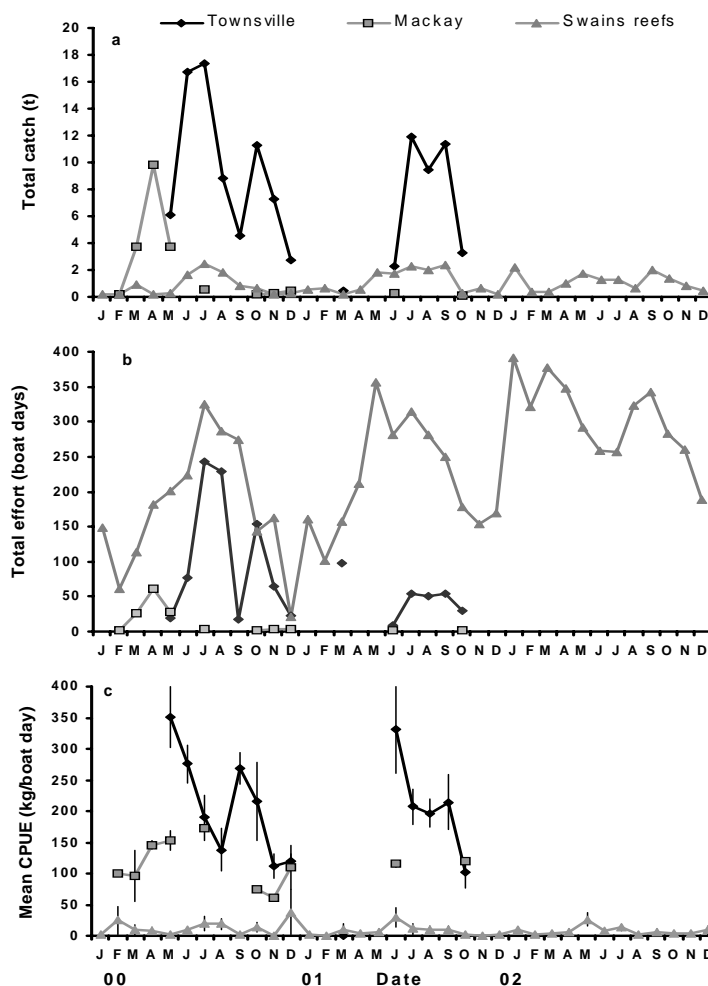 Townsville Mackay Swains reefs
a
Total catch (t)
20
18
16
14
12
10
8
6
4
2
0
J F M A M J J A S O N D J F M A M J J A S O N D J F M A M J J A S O N D
b
Total effort (boat days)
400
350
300
250
200
150
100
50
0
J F M A M J J A S O N D J F M A M J J A S O N D J F M A M J J A S O N D
c
Mean CPUE (kg/boat day)
400
350
300
250
200
150
100
50
0
J F M A M J J A S O N D J F M A M J J A S O N D J F M A M J J A S O N D
00 01 Date 02